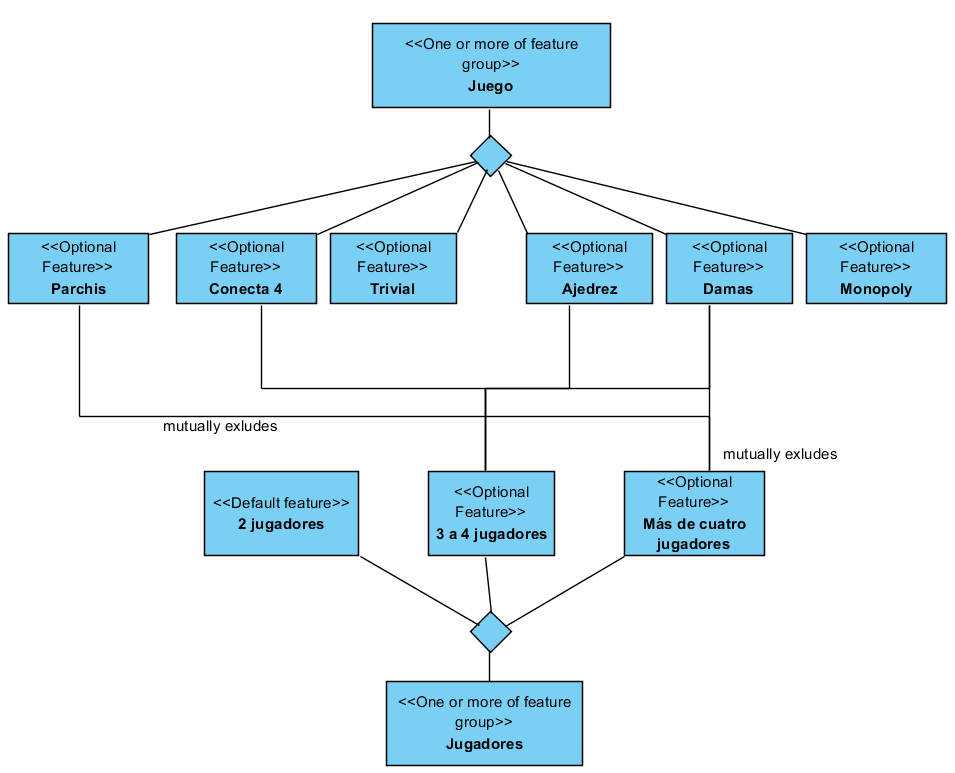 <<One or more of feature
group>>
Juego
<<Optional
Feature>>
Parchis
<<Optional
Feature>>
Conecta 4
<<Optional
Feature>>
Trivial
<<Optional
Feature>>
Ajedrez
<<Optional
Feature>>
Damas
<<Optional
Feature>>
Monopoly
mutually exludes
mutually exludes
<<Default feature>>
2 jugadores
<<Optional
Feature>>
3 a 4 jugadores
<<Optional
Feature>>
Más de cuatro
jugadores
<<One or more of feature
group>>
Jugadores